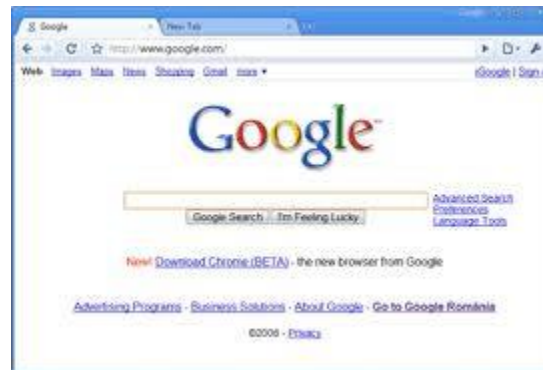 Google
New Tab
http://www.google.com/
Web Images Maps News Shopping Gmail more ▼
iGoogle | Sign
Google
Advanced Search
Preferences
Language Tools
Google Search I'm Feeling Lucky
New! Download Chrome (BETA) - the new browser from Google
Advertising Programs - Business Solutions - About Google - Go to Google România
©2008 - Privacy